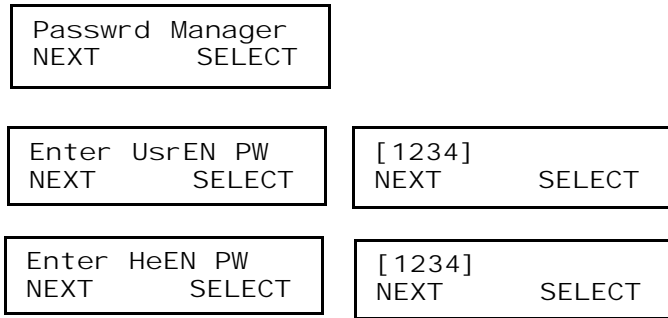 Passwrd Manager
NEXT SELECT
Enter UsrEN PW
NEXT SELECT
[1234]
NEXT SELECT
Enter HeEN PW
NEXT SELECT
[1234]
NEXT SELECT